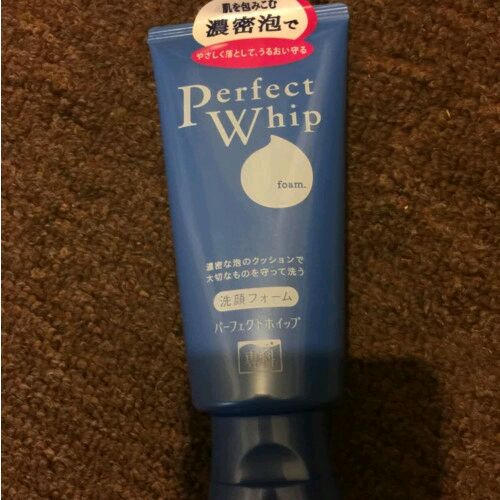 肌を包みこむ
濃密泡で
やさしく落として、うるおい守る
Perfect
Whip
foam.
濃密な泡のクッションで
大切なものを守って洗う
洗顔フォーム
パーフェクトホイップ
専科